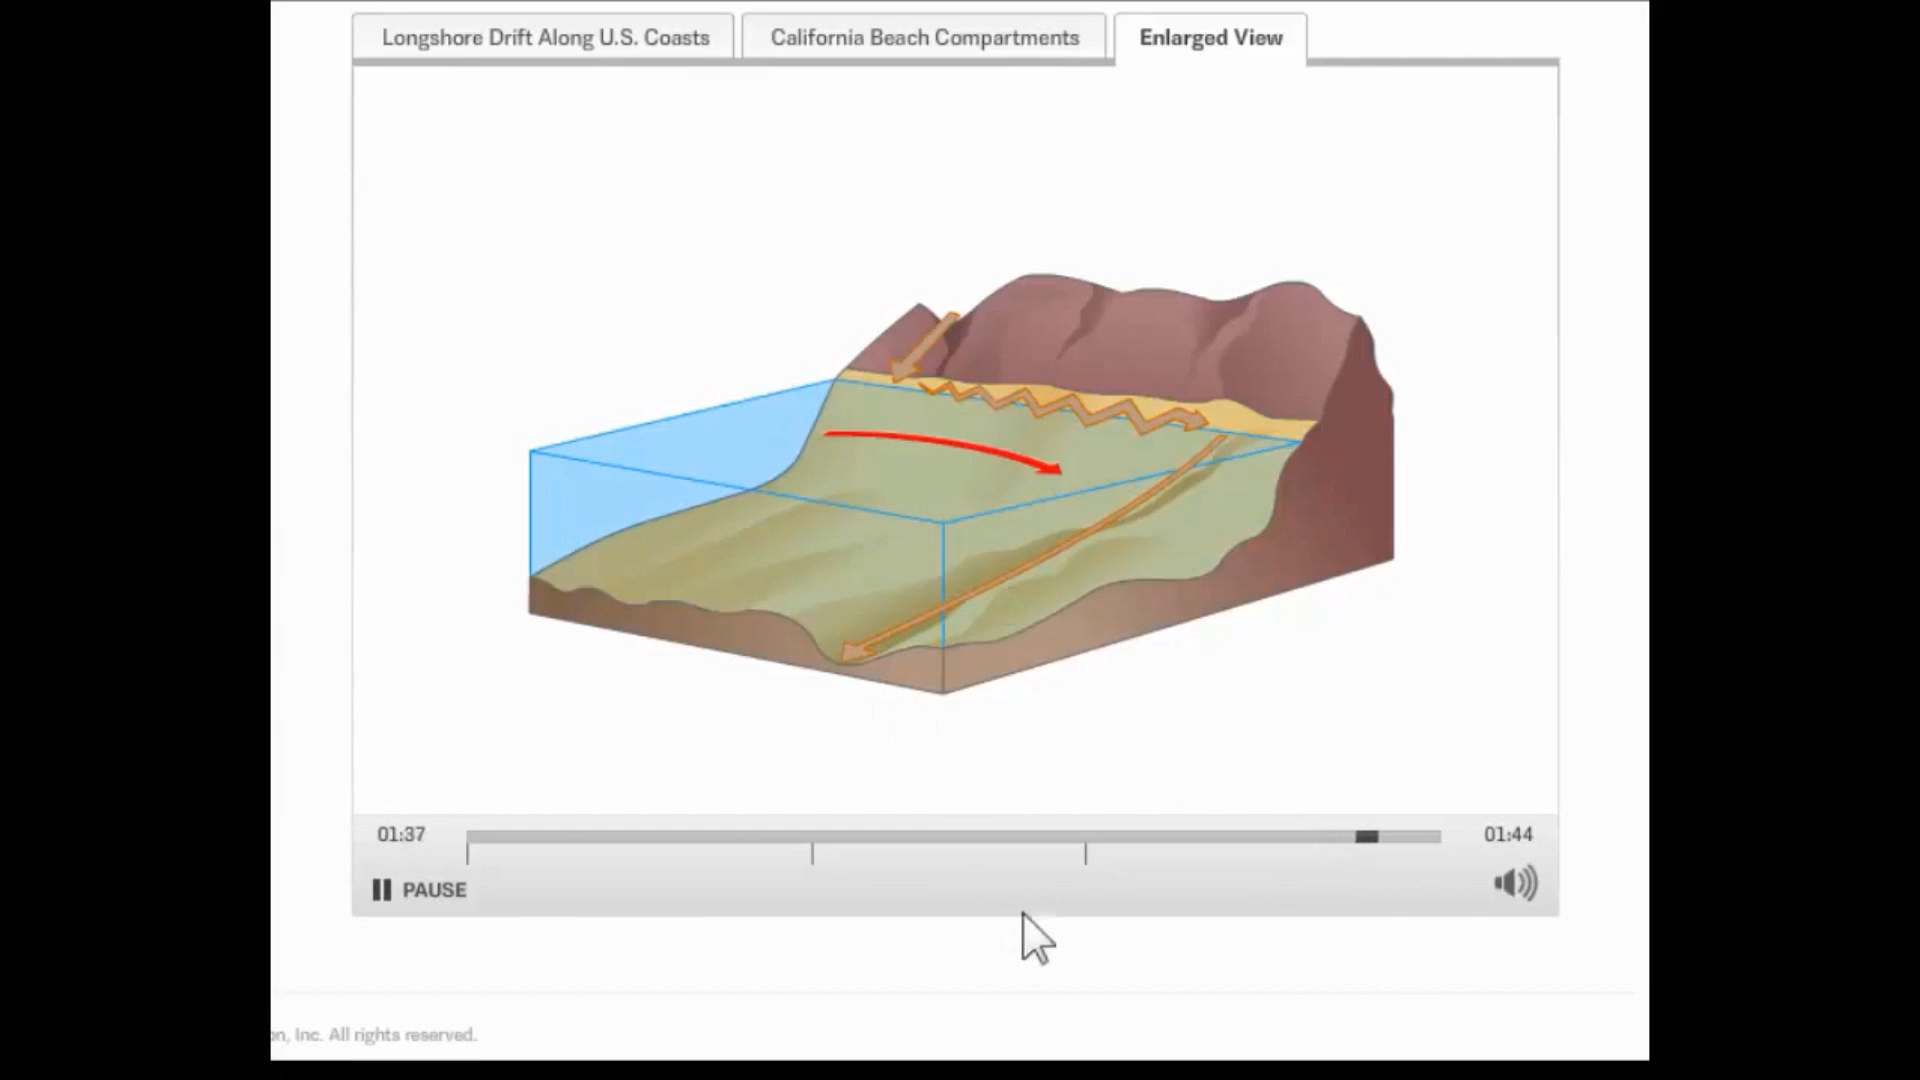 Longshore Drift Along U.S. Coasts
California Beach Compartments
Enlarged View
01:37
01:44
PAUSE
Inc. All rights reserved.